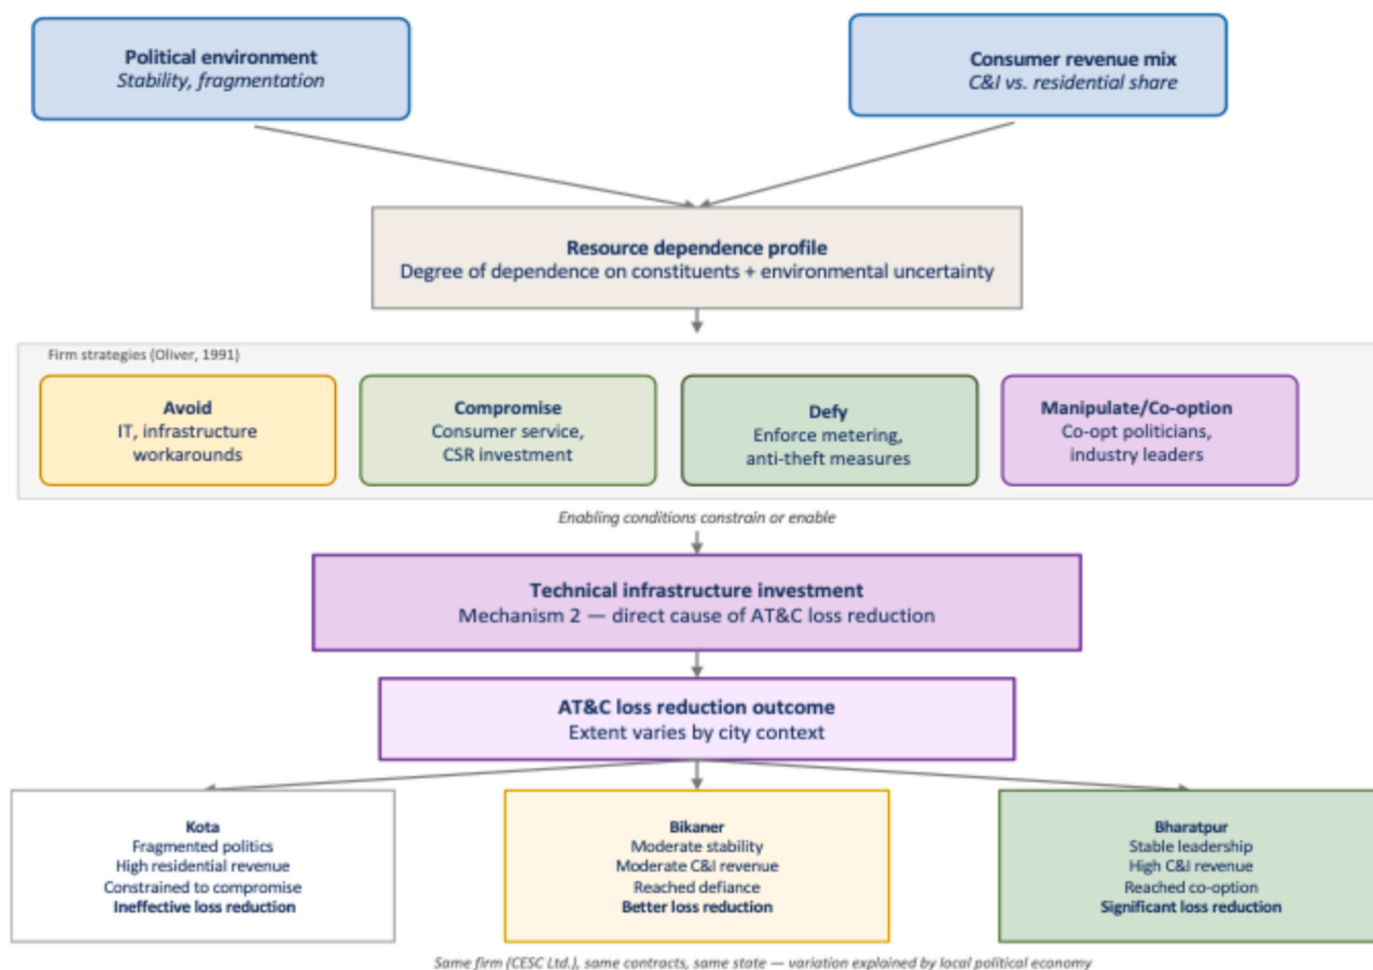 Political environment
Stability, fragmentation
Consumer revenue mix
C&I vs. residential share
Resource dependence profile
Degree of dependence on constituents + environmental uncertainty
Firm strategies (Oliver, 1991)
Avoid
IT, infrastructure
workarounds
Compromise
Consumer service,
CSR investment
Defy
Enforce metering,
anti-theft measures
Manipulate/Co-option
Co-opt politicians,
industry leaders
Enabling conditions constrain or enable
Technical infrastructure investment
Mechanism 2 — direct cause of AT&C loss reduction
AT&C loss reduction outcome
Extent varies by city context
Kota
Fragmented politics
High residential revenue
Constrained to compromise
Ineffective loss reduction
Bikaner
Moderate stability
Moderate C&I revenue
Reached defiance
Better loss reduction
Bharatpur
Stable leadership
High C&I revenue
Reached co-option
Significant loss reduction
Same firm (CESC Ltd.), same contracts, same state — variation explained by local political economy